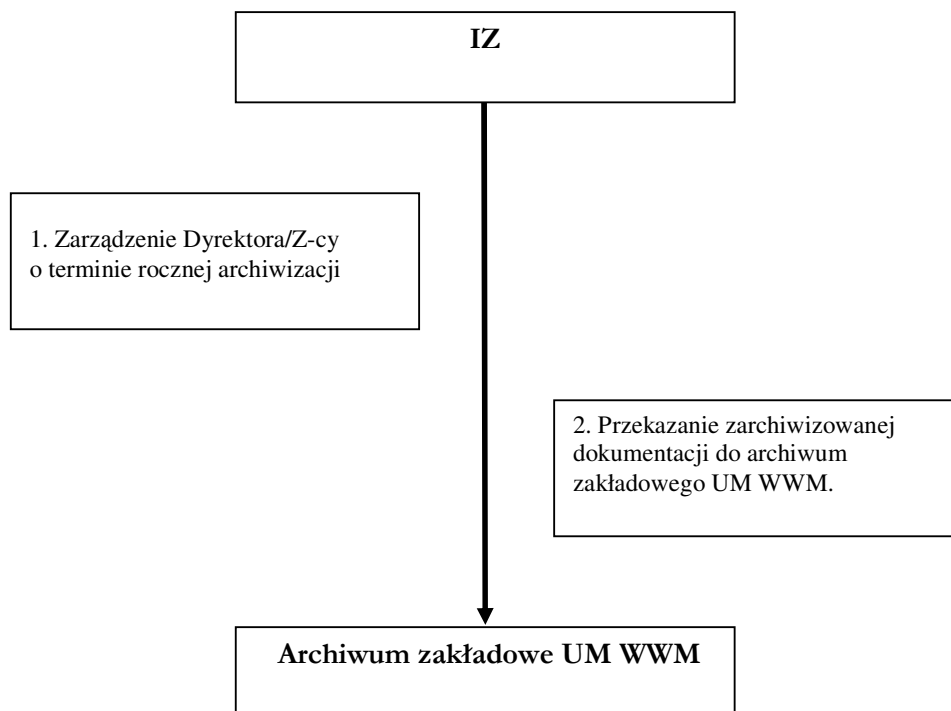 IZ
1. Zarządzenie Dyrektora/Z-cy
o terminie rocznej archiwizacji
2. Przekazanie zarchiwizowanej
dokumentacji do archiwum
zakładowego UM WWM.
Archiwum zakładowe UM WWM